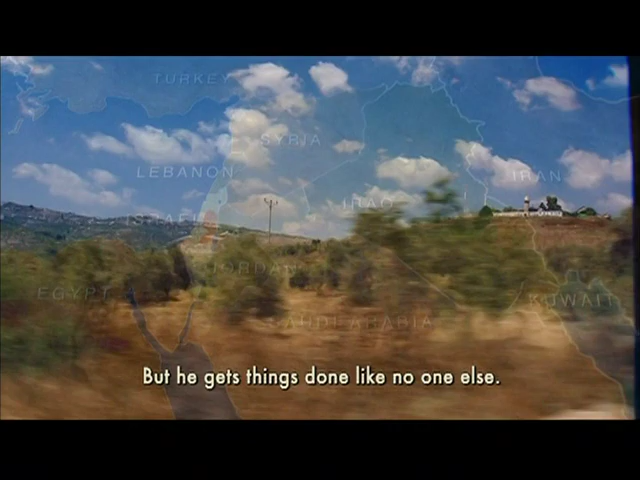 TURKEY
SYRIA
LEBANON
IRAN
IRAQ
ISRAEL
JORDAN
EGYPT
KUWAIT
SAUDI ARABIA
But he gets things done like no one else.